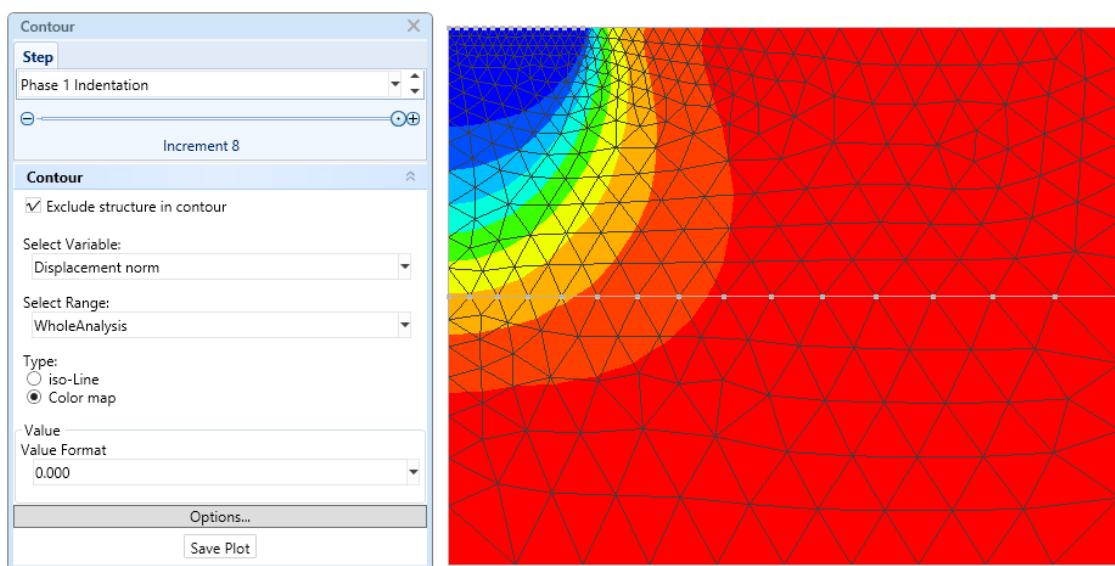 Contour
Step
Phase 1 Indentation
Increment 8
Contour
Exclude structure in contour
Select Variable:
Displacement norm
Select Range:
WholeAnalysis
Type:
iso-Line
Color map
Value
Value Format
0.000
Options...
Save Plot